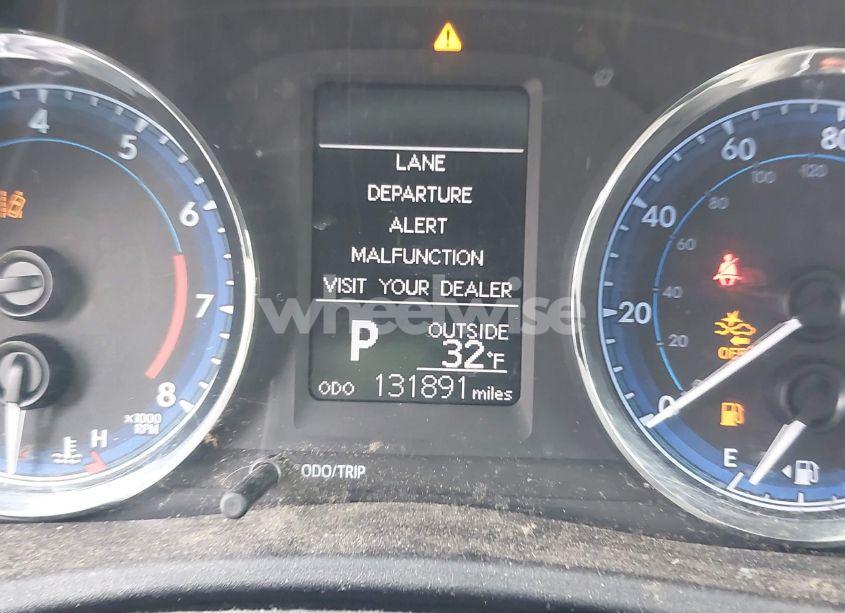 LANE
DEPARTURE
ALERT
MALFUNCTION
VISIT YOUR DEALER
wheelwise
P OUTSIDE
32°F
ODO 131891 miles
ODO/TRIP
4
5
6
7
8
x1000
RPM
H
80
60
40
20
0
120
100
80
60
40
20
OFF
E